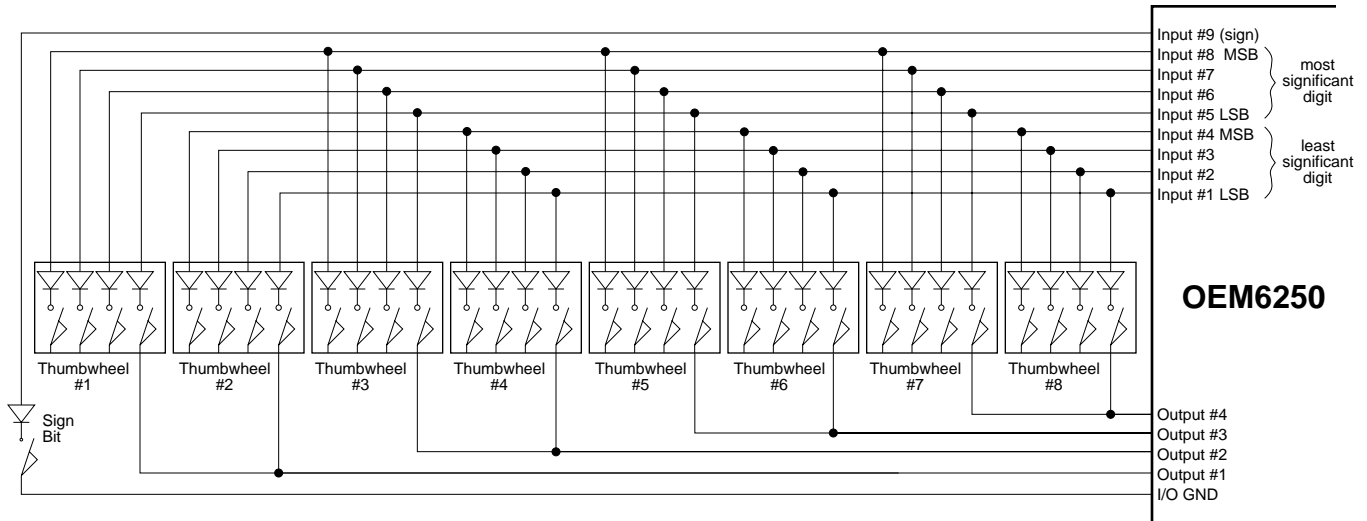 Input #9 (sign)
Input #8 MSB
Input #7
Input #6
Input #5 LSB
most
significant
digit
Input #4 MSB
Input #3
Input #2
Input #1 LSB
least
significant
digit
OEM6250
Thumbwheel
#1
Thumbwheel
#2
Thumbwheel
#3
Thumbwheel
#4
Thumbwheel
#5
Thumbwheel
#6
Thumbwheel
#7
Thumbwheel
#8
Sign
Bit
Output #4
Output #3
Output #2
Output #1
I/O GND